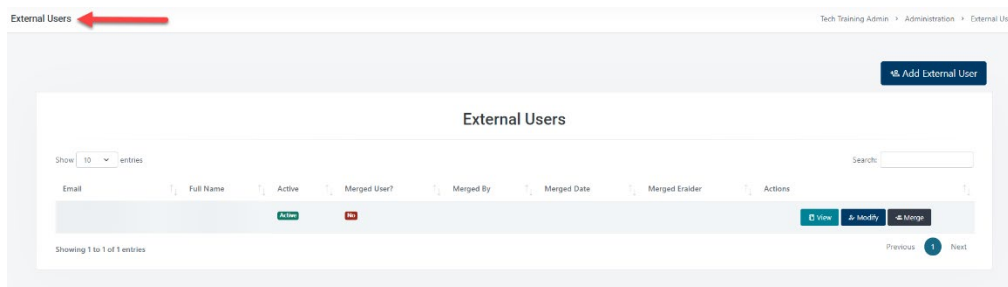 External Users
Tech Training Admin > Administration > External Us
Add External User
External Users
Show 10 entries
Search:
Email Full Name Active Merged User? Merged By Merged Date Merged Eraider Actions
Active No View Modify Merge
Showing 1 to 1 of 1 entries
Previous 1 Next